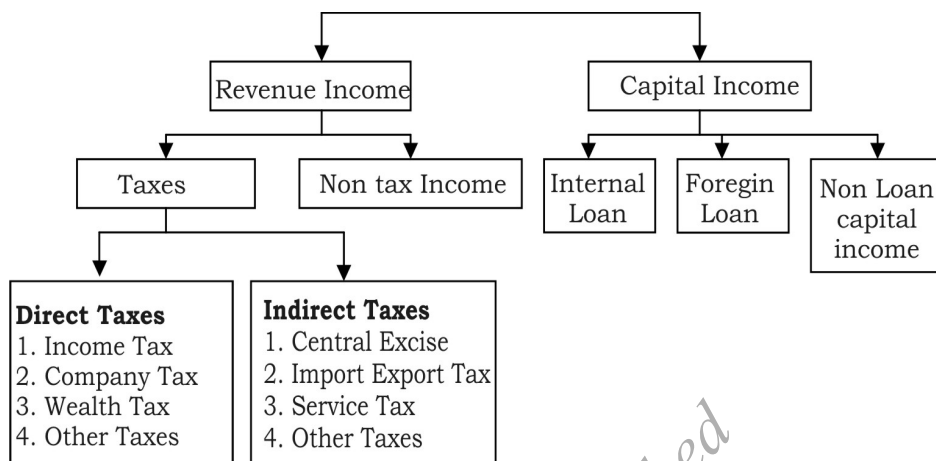 Revenue Income
Capital Income
Taxes
Non tax Income
Internal
Loan
Foregin
Loan
Non Loan
capital
income
Direct Taxes
1. Income Tax
2. Company Tax
3. Wealth Tax
4. Other Taxes
Indirect Taxes
1. Central Excise
2. Import Export Tax
3. Service Tax
4. Other Taxes